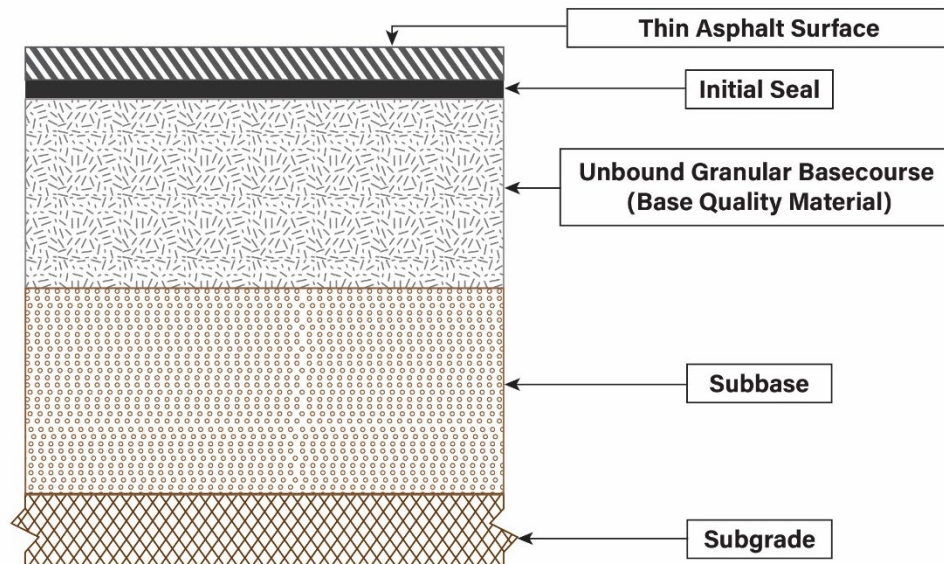 Thin Asphalt Surface
Initial Seal
Unbound Granular Basecourse
(Base Quality Material)
Subbase
Subgrade